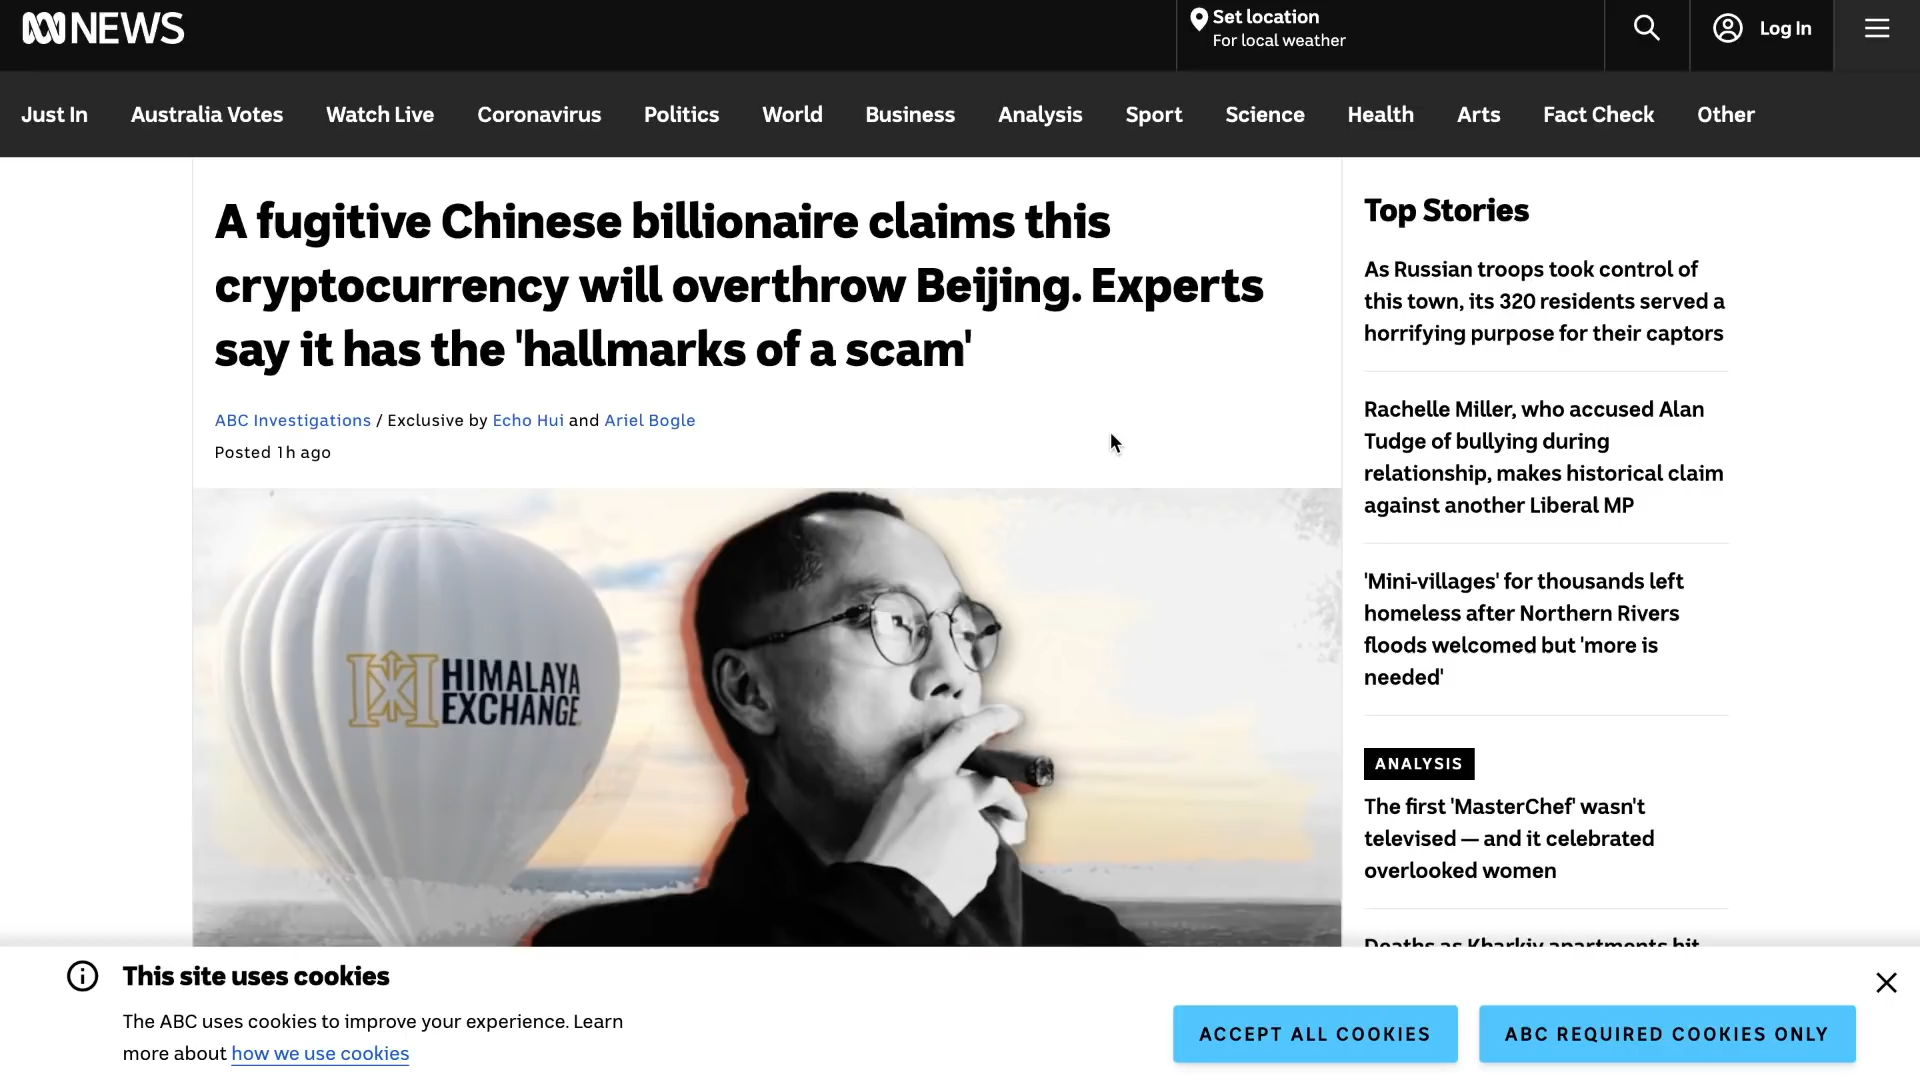 NEWS
Set location
For local weather
Log In
Just In
Australia Votes
Watch Live
Coronavirus
Politics
World
Business
Analysis
Sport
Science
Health
Arts
Fact Check
Other
A fugitive Chinese billionaire claims this
cryptocurrency will overthrow Beijing. Experts
say it has the 'hallmarks of a scam'
ABC Investigations / Exclusive by Echo Hui and Ariel Bogle
Posted 1h ago
HIMALAYA
EXCHANGE
Top Stories
As Russian troops took control of
this town, its 320 residents served a
horrifying purpose for their captors
Rachelle Miller, who accused Alan
Tudge of bullying during
relationship, makes historical claim
against another Liberal MP
'Mini-villages' for thousands left
homeless after Northern Rivers
floods welcomed but 'more is
needed'
ANALYSIS
The first 'MasterChef' wasn't
televised — and it celebrated
overlooked women
Deaths as Kharkiv apartments hit
This site uses cookies
The ABC uses cookies to improve your experience. Learn
more about how we use cookies
ACCEPT ALL COOKIES
ABC REQUIRED COOKIES ONLY